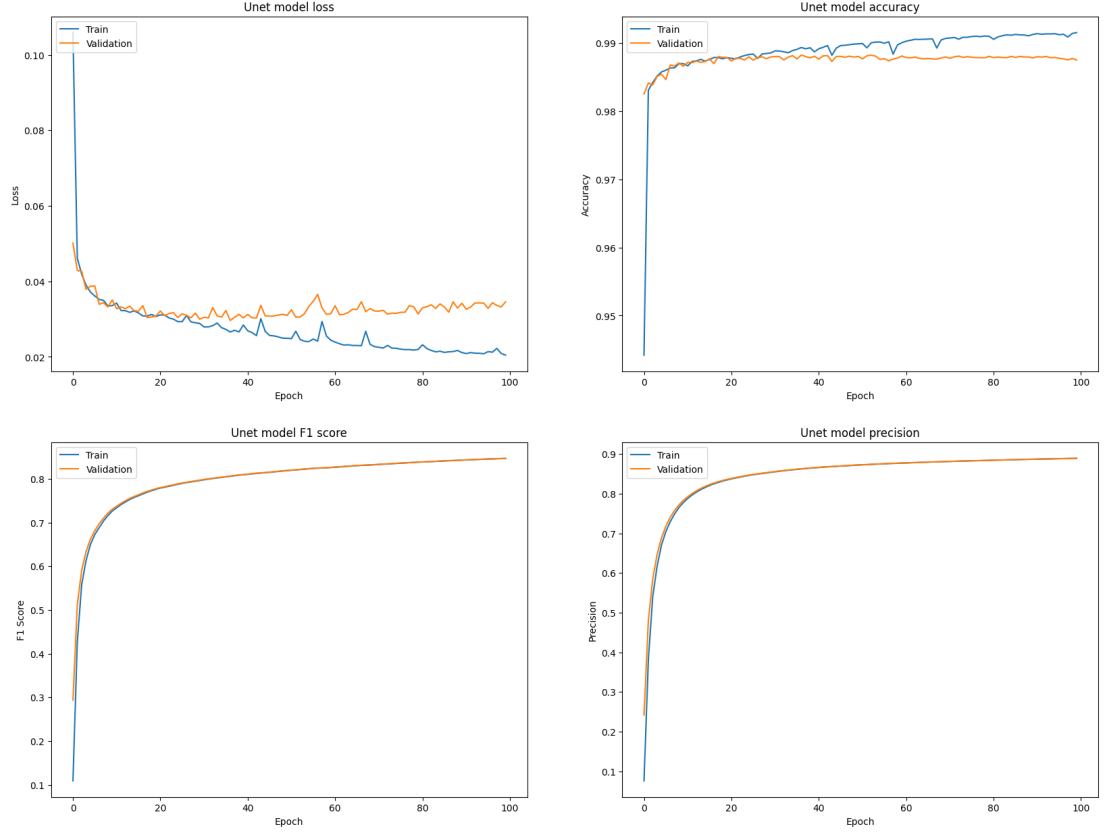 Unet model loss
Train
Validation
0.10
0.08
0.06
0.04
0.02
Loss
0 20 40 60 80 100
Epoch
Unet model accuracy
Train
Validation
0.99
0.98
0.97
0.96
0.95
Accuracy
0 20 40 60 80 100
Epoch
Unet model F1 score
Train
Validation
0.8
0.7
0.6
0.5
0.4
0.3
0.2
0.1
F1 Score
0 20 40 60 80 100
Epoch
Unet model precision
Train
Validation
0.9
0.8
0.7
0.6
0.5
0.4
0.3
0.2
0.1
Precision
0 20 40 60 80 100
Epoch